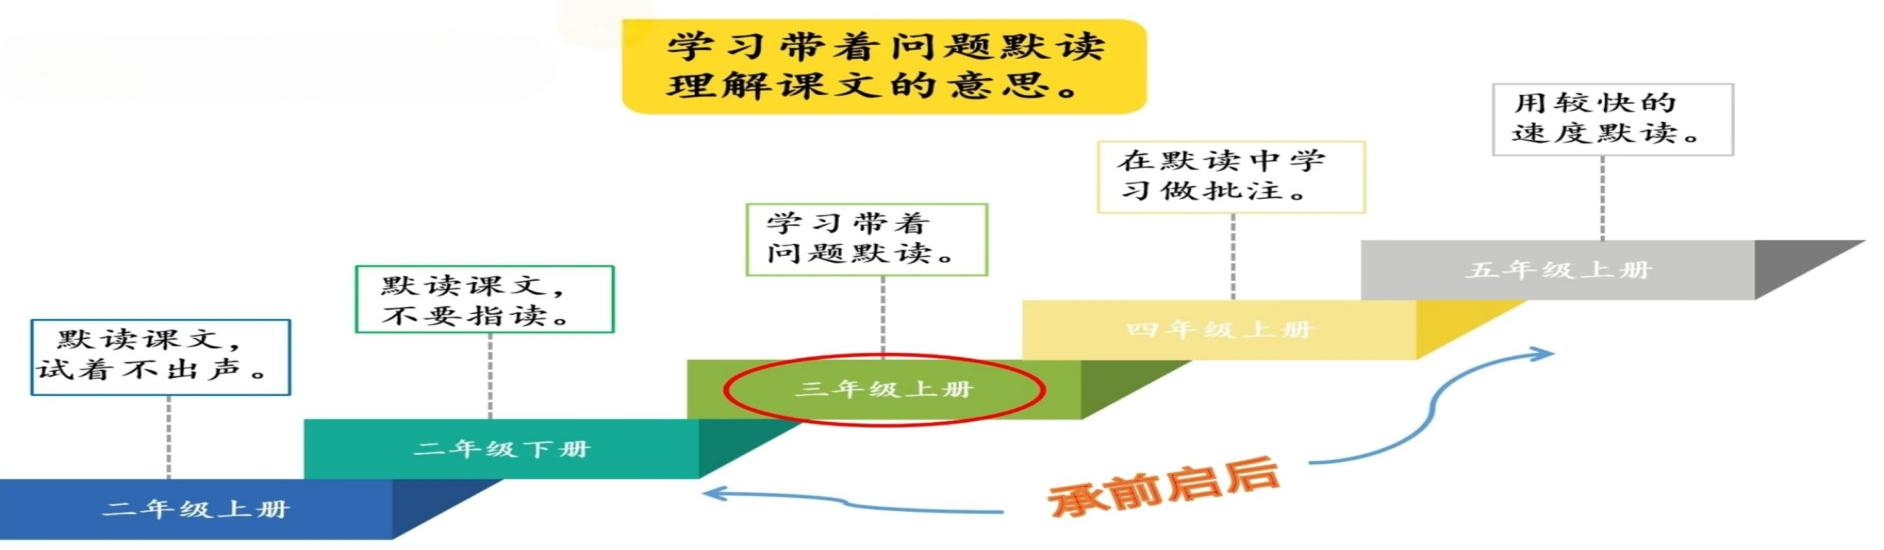 学习带着问题默读
理解课文的意思。
用较快的
速度默读。
在默读中学
习做批注。
学习带着
问题默读。
默读课文，
不要指读。
默读课文，
试着不出声。
五年级上册
四年级上册
三年级上册
二年级下册
二年级上册
承前启后